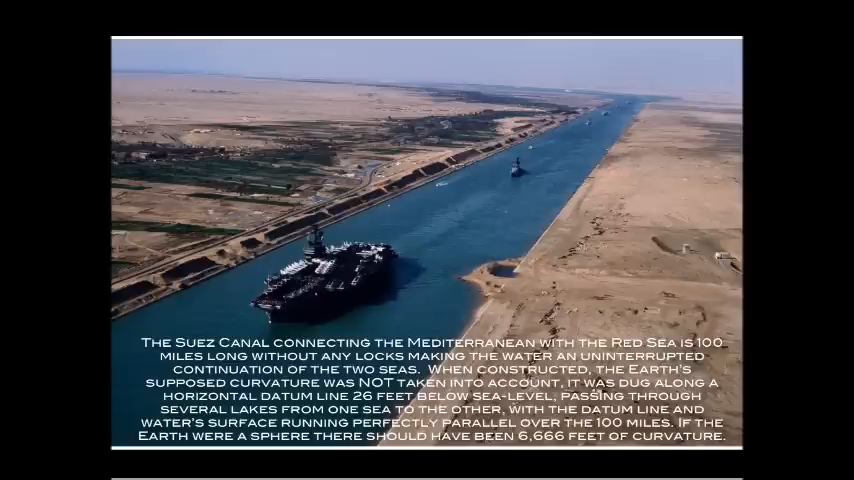 The Suez Canal connecting the Mediterranean with the Red Sea is 100
miles long without any locks making the water an uninterrupted
continuation of the two seas. When constructed, the Earth's
supposed curvature was NOT taken into account, it was dug along a
horizontal datum line 26 feet below sea-level, passing through
several lakes from one sea to the other, with the datum line and
water's surface running perfectly parallel over the 100 miles. If the
Earth were a sphere there should have been 6,666 feet of curvature.